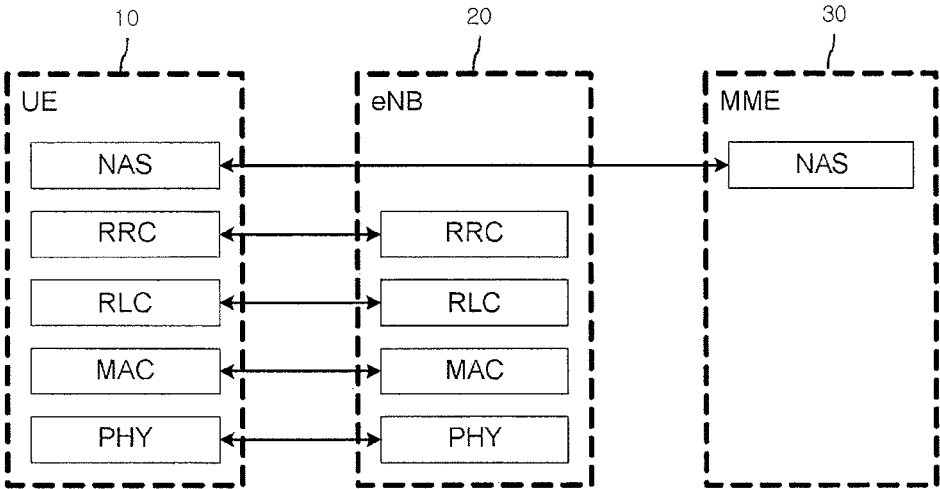 10 20 30
UE eNB MME
NAS NAS
RRC RRC
RLC RLC
MAC MAC
PHY PHY